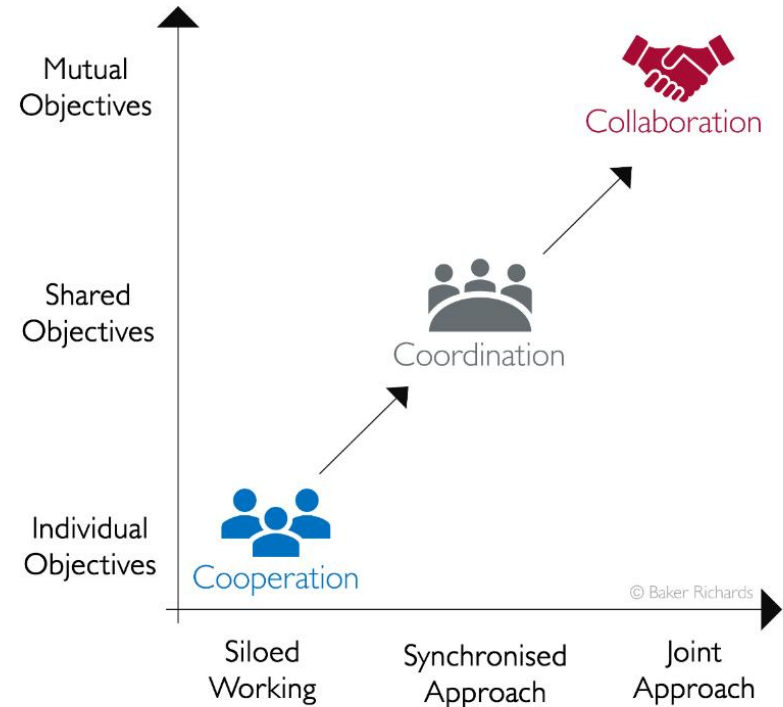 Mutual
Objectives
Collaboration
Shared
Objectives
Coordination
Individual
Objectives
Cooperation
© Baker Richards
Siloed
Working
Synchronised
Approach
Joint
Approach